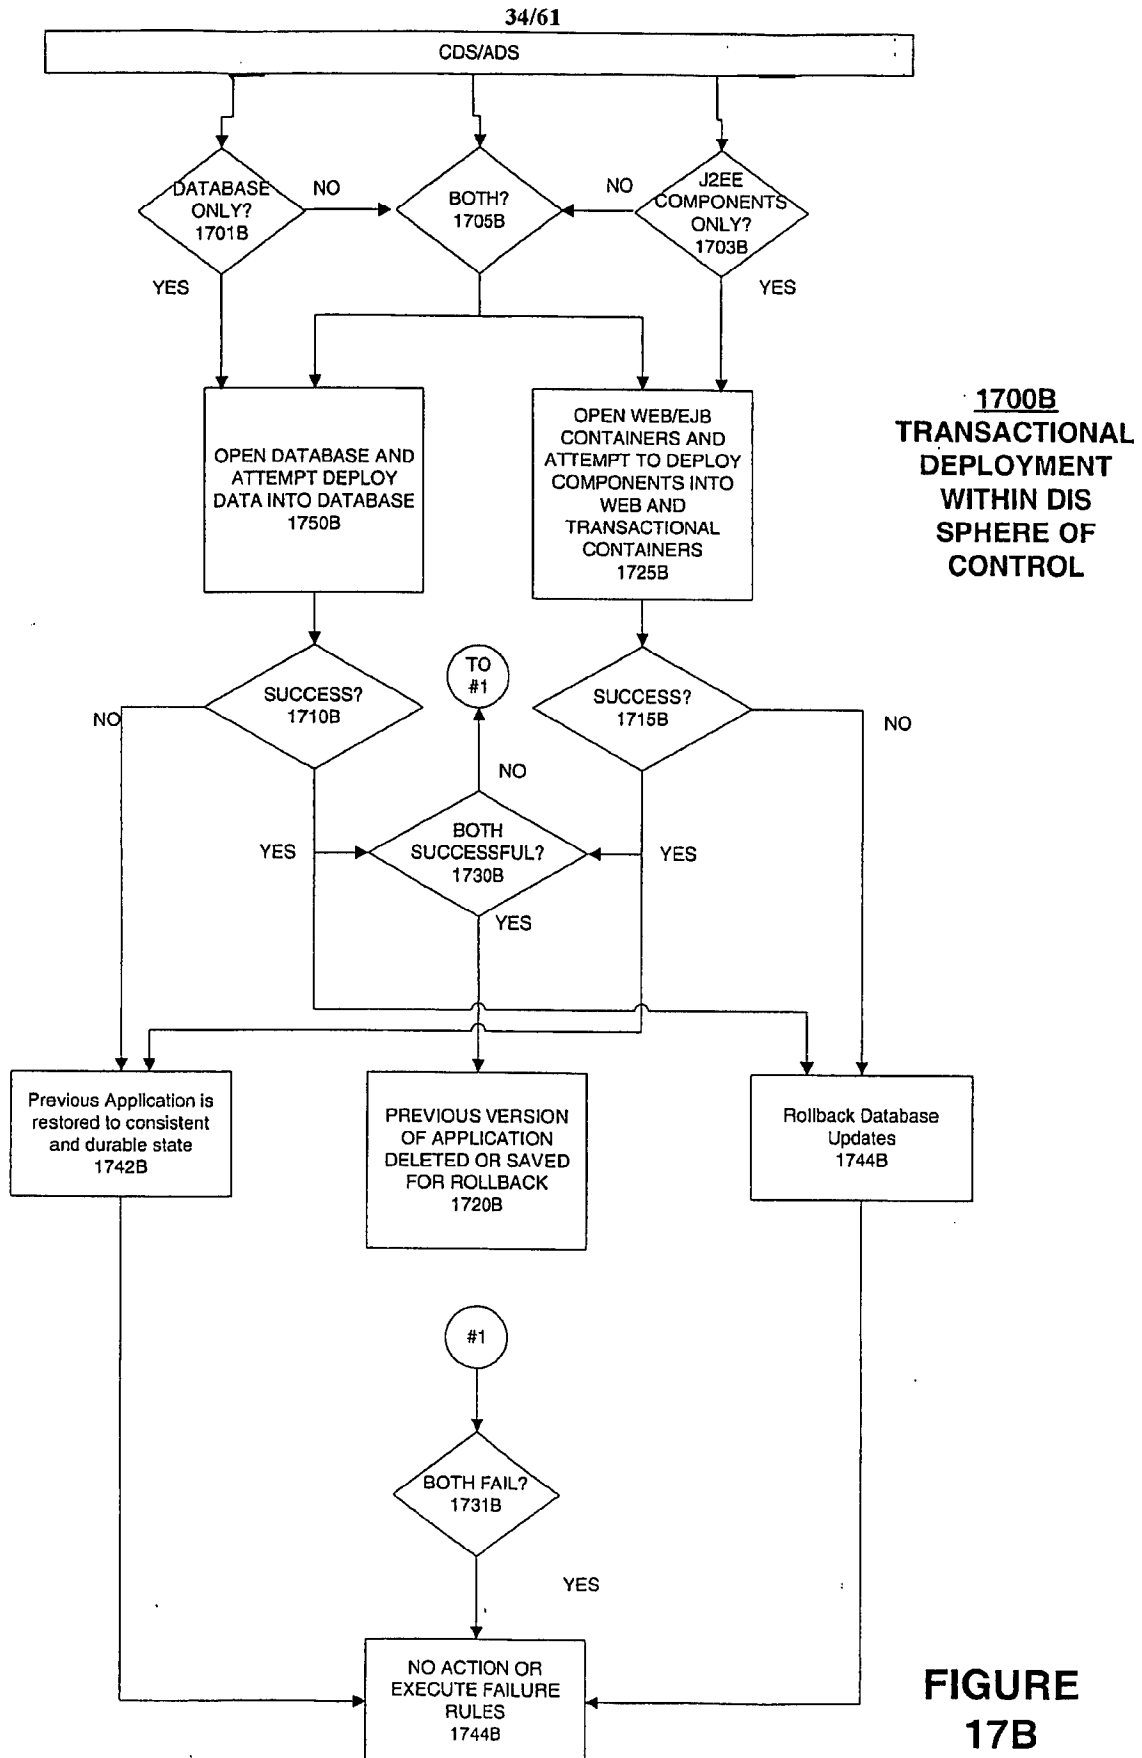 34/61
CDS/ADS
DATABASE
ONLY?
1701B
NO
BOTH?
1705B
NO
J2EE
COMPONENTS
ONLY?
1703B
YES
YES
OPEN DATABASE AND
ATTEMPT DEPLOY
DATA INTO DATABASE
1750B
OPEN WEB/EJB
CONTAINERS AND
ATTEMPT TO DEPLOY
COMPONENTS INTO
WEB AND
TRANSACTIONAL
CONTAINERS
1725B
1700B
TRANSACTIONAL
DEPLOYMENT
WITHIN DIS
SPHERE OF
CONTROL
SUCCESS?
1710B
TO
#1
SUCCESS?
1715B
NO
NO
NO
YES
BOTH
SUCCESSFUL?
1730B
YES
YES
Previous Application is
restored to consistent
and durable state
1742B
PREVIOUS VERSION
OF APPLICATION
DELETED OR SAVED
FOR ROLLBACK
1720B
Rollback Database
Updates
1744B
#1
BOTH FAIL?
1731B
YES
NO ACTION OR
EXECUTE FAILURE
RULES
1744B
FIGURE
17B